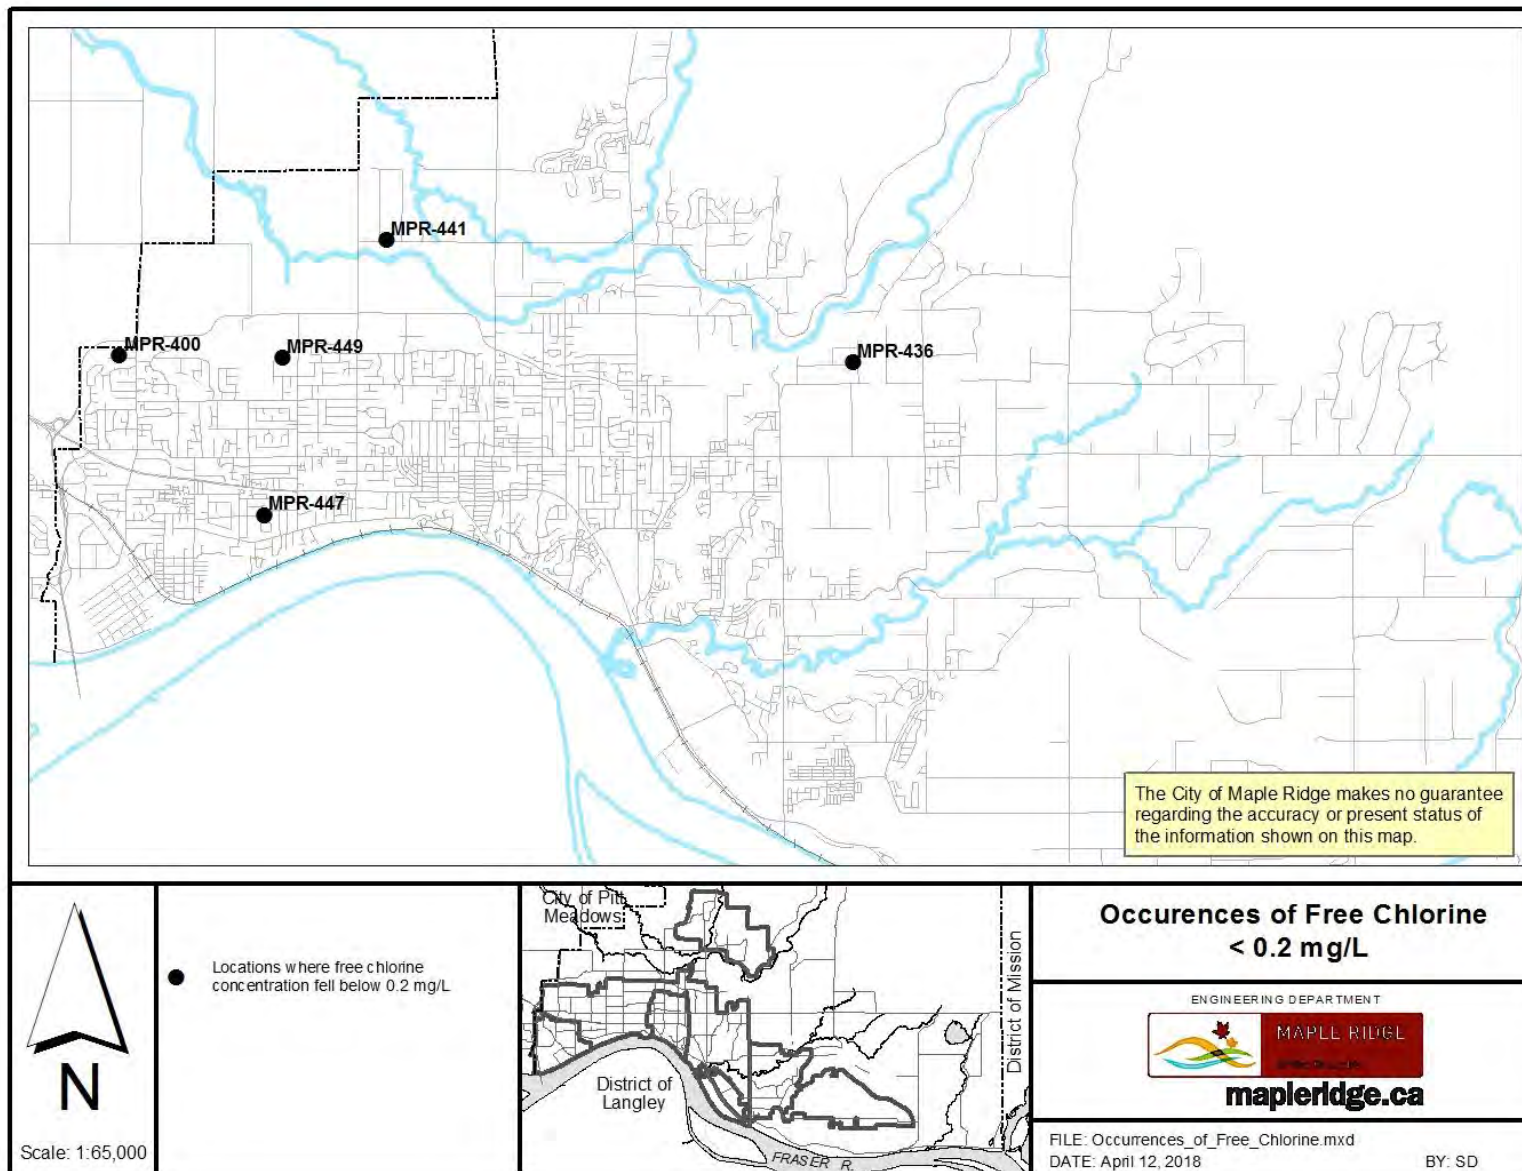 MPR-441
MPR-400
MPR-449
MPR-436
MPR-447
The City of Maple Ridge makes no guarantee
regarding the accuracy or present status of
the information shown on this map.
N
Scale: 1:65,000
Locations where free chlorine
concentration fell below 0.2 mg/L
City of Pitt
Meadows
District of Mission
District of
Langley
FRASER R.
Occurences of Free Chlorine
< 0.2 mg/L
ENGINEERING DEPARTMENT
MAPLE RIDGE
mapleridge.ca
FILE: Occurrences_of_Free_Chlorine.mxd
DATE: April 12, 2018
BY: SD